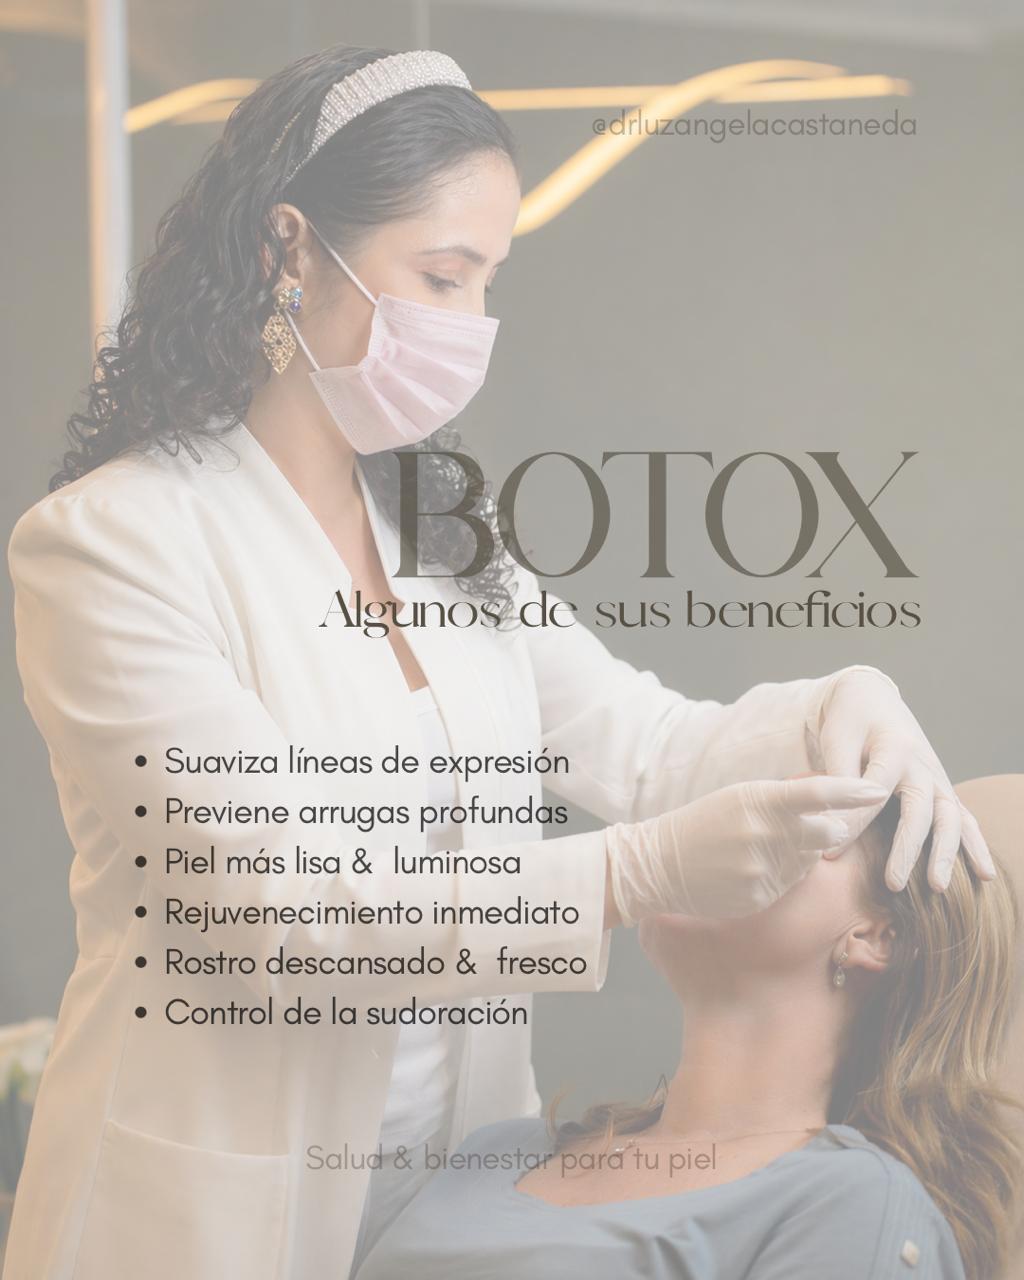 @drluzangelacastaneda
BOTOX
Algunos de sus beneficios
• Suaviza líneas de expresión
• Previene arrugas profundas
• Piel más lisa &  luminosa
• Rejuvenecimiento inmediato
• Rostro descansado &  fresco
• Control de la sudoración
Salud & bienestar para tu piel